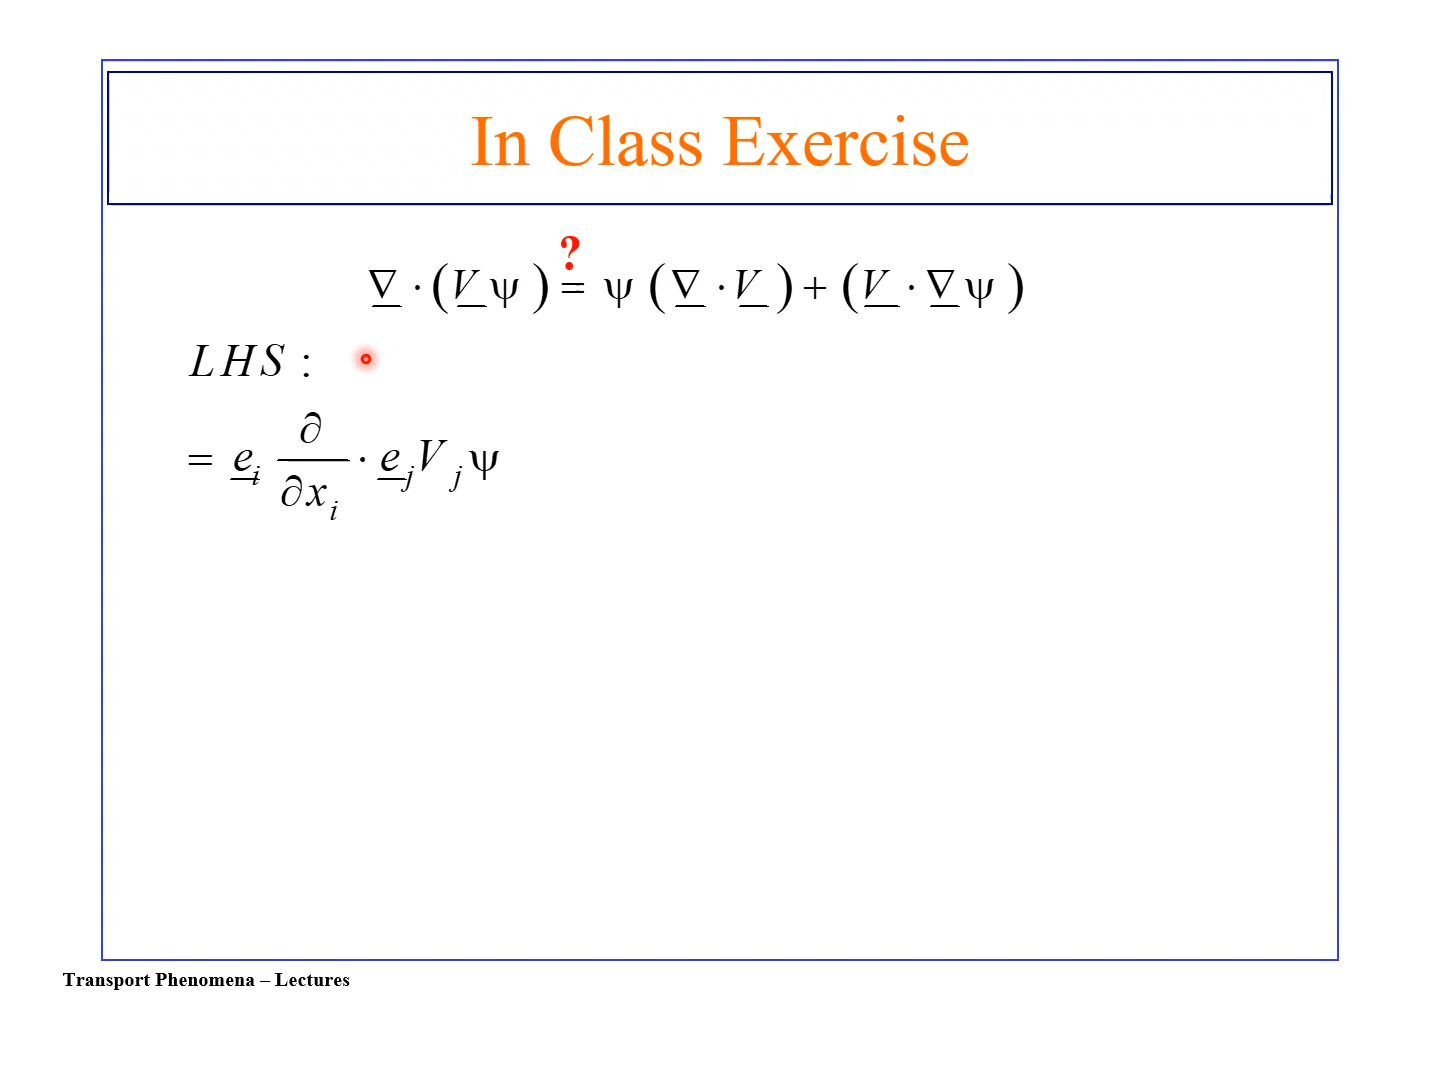 In Class Exercise
?
∇ · (V ψ) = ψ (∇ · V) + (V · ∇ψ)
LHS :
= e_i ∂/∂x_i · e_j V_j ψ
Transport Phenomena – Lectures